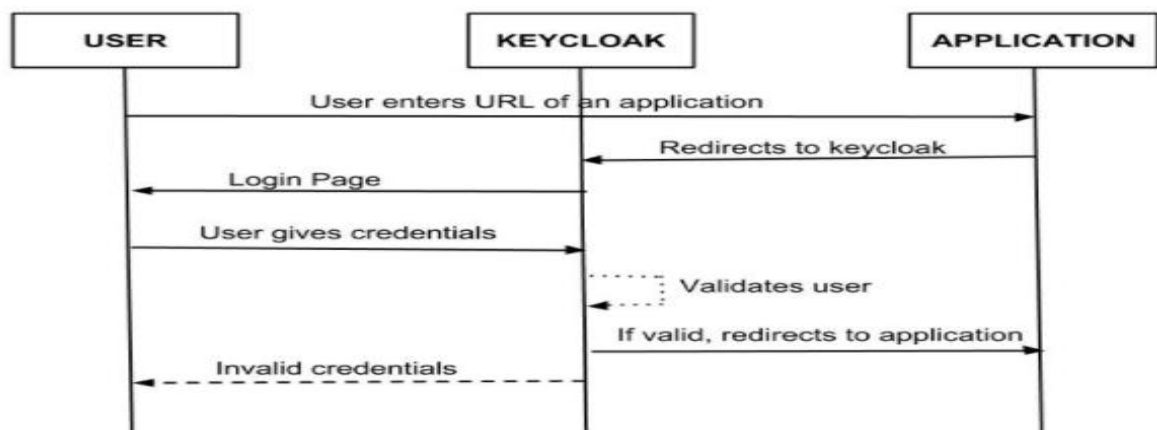 USER
KEYCLOAK
APPLICATION
User enters URL of an application
Redirects to keycloak
Login Page
User gives credentials
Validates user
If valid, redirects to application
Invalid credentials